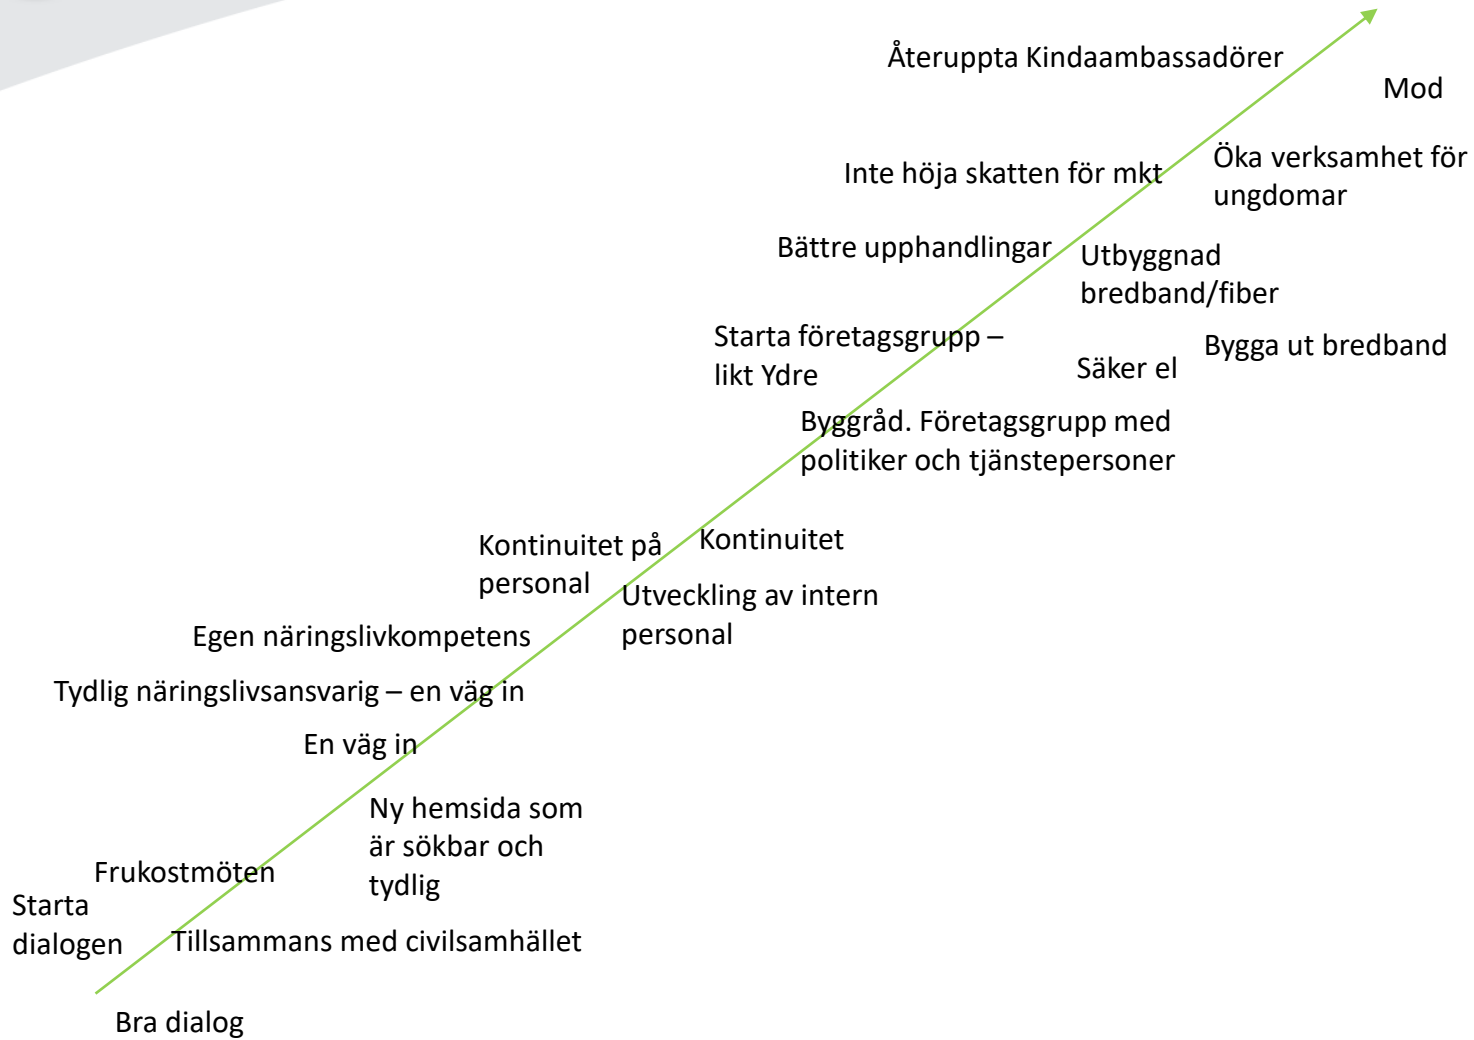 Återuppta Kindaambassadörer
Mod
Inte höja skatten för mkt
Öka verksamhet för
ungdomar
Bättre upphandlingar
Utbyggnad
bredband/fiber
Starta företagsgrupp –
likt Ydre
Bygga ut bredband
Säker el
Byggråd. Företagsgrupp med
politiker och tjänstepersoner
Kontinuitet på
personal
Kontinuitet
Utveckling av intern
personal
Egen näringslivkompetens
Tydlig näringslivsansvarig – en väg in
En väg in
Ny hemsida som
är sökbar och
tydlig
Frukostmöten
Starta
dialogen
Tillsammans med civilsamhället
Bra dialog